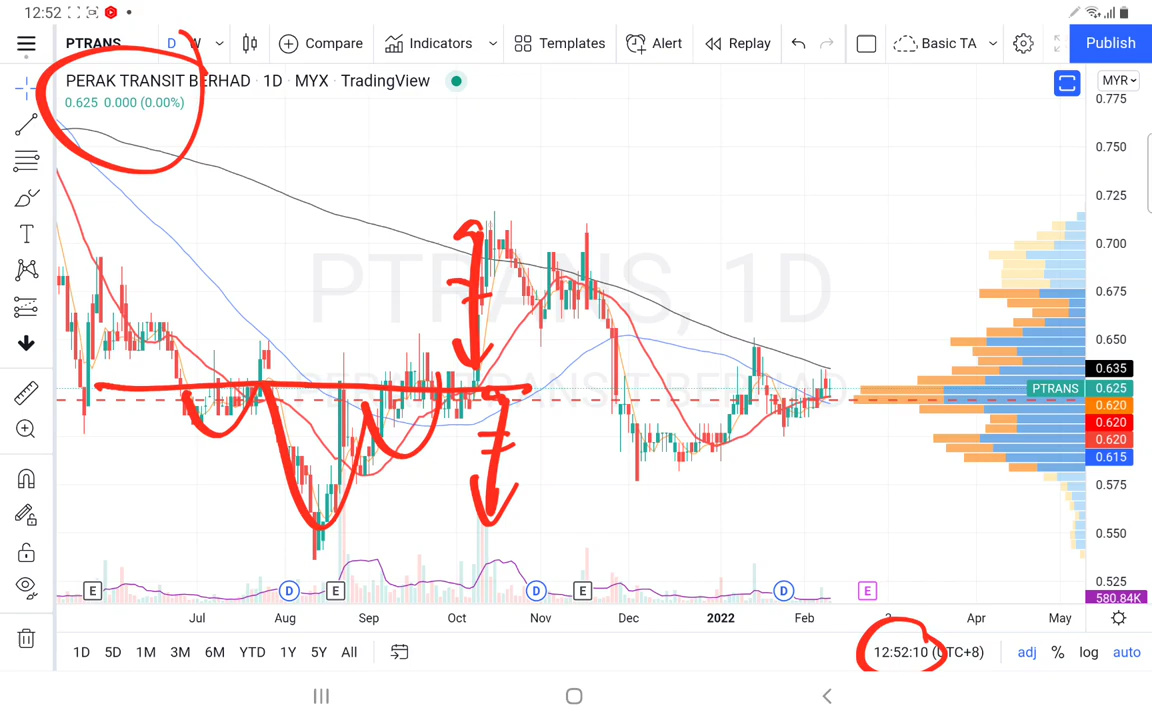 12:52
PTRANS D W Compare Indicators Templates Alert Replay Basic TA Publish
PERAK TRANSIT BERHAD · 1D · MYX · TradingView
0.625 0.000 (0.00%)
MYR
0.775
0.750
0.725
0.700
0.675
0.650
0.635
PTRANS 0.625
0.620
0.620
0.620
0.615
0.575
0.550
0.525
580.84K
PTRANS, 1D
PERAK TRANSIT BERHAD
E D E D E D E
Jul Aug Sep Oct Nov Dec 2022 Feb Apr May
1D 5D 1M 3M 6M YTD 1Y 5Y All 12:52:10 (UTC+8) adj % log auto